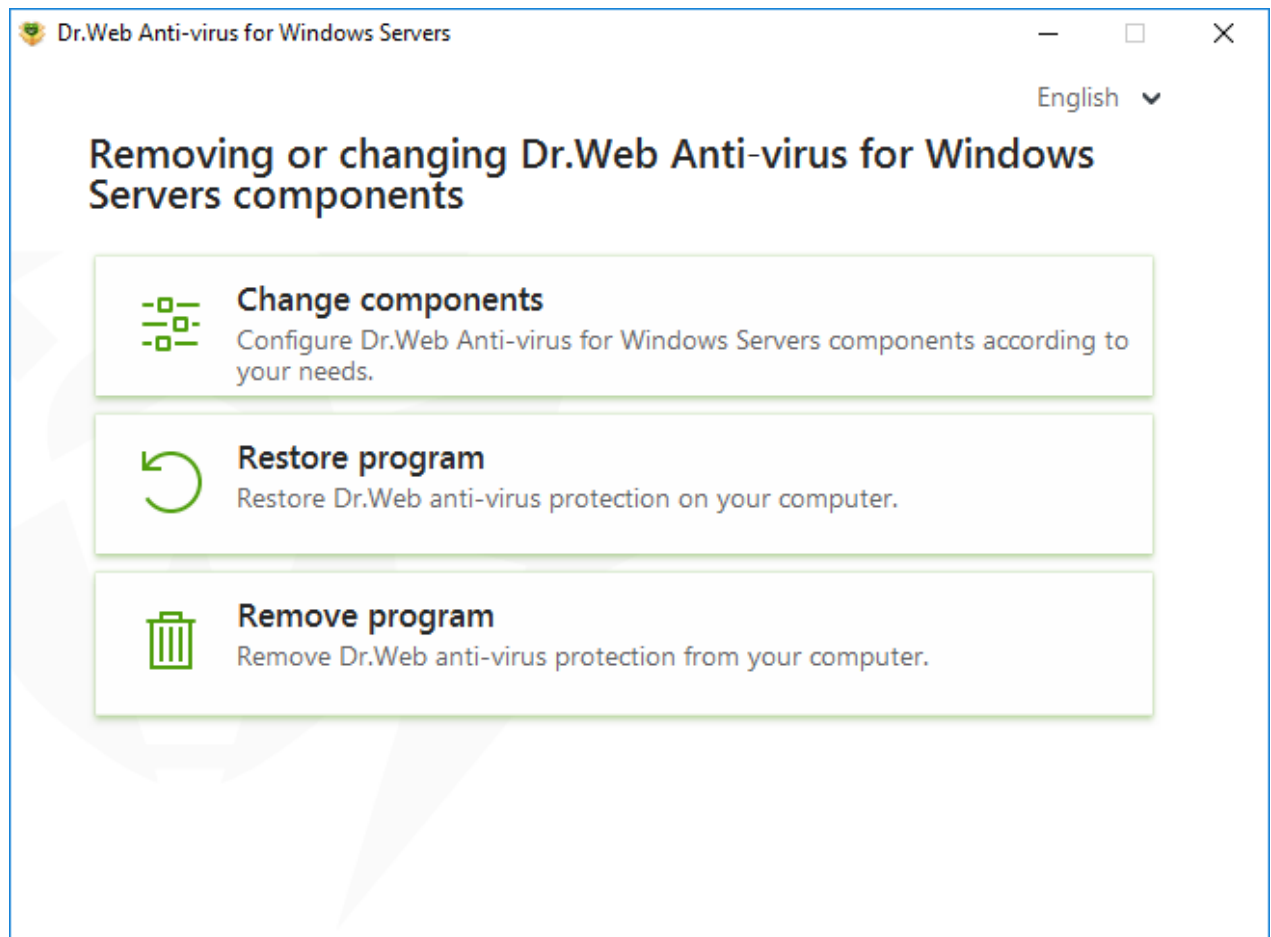 Dr.Web Anti-virus for Windows Servers
English
Removing or changing Dr.Web Anti-virus for Windows
Servers components
Change components
Configure Dr.Web Anti-virus for Windows Servers components according to
your needs.
Restore program
Restore Dr.Web anti-virus protection on your computer.
Remove program
Remove Dr.Web anti-virus protection from your computer.